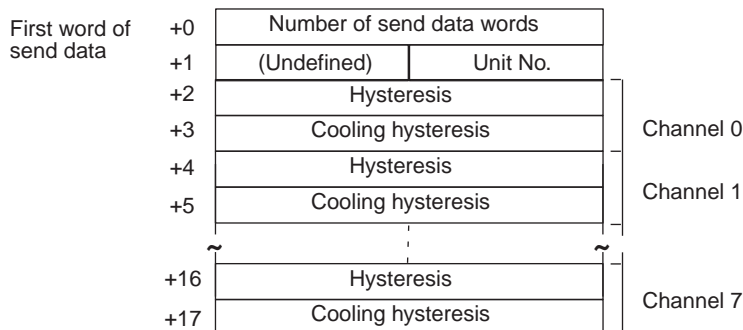 First word of
send data
+0 Number of send data words
+1 (Undefined) Unit No.
+2 Hysteresis
+3 Cooling hysteresis
Channel 0
+4 Hysteresis
+5 Cooling hysteresis
Channel 1
~ ~
+16 Hysteresis
+17 Cooling hysteresis
Channel 7